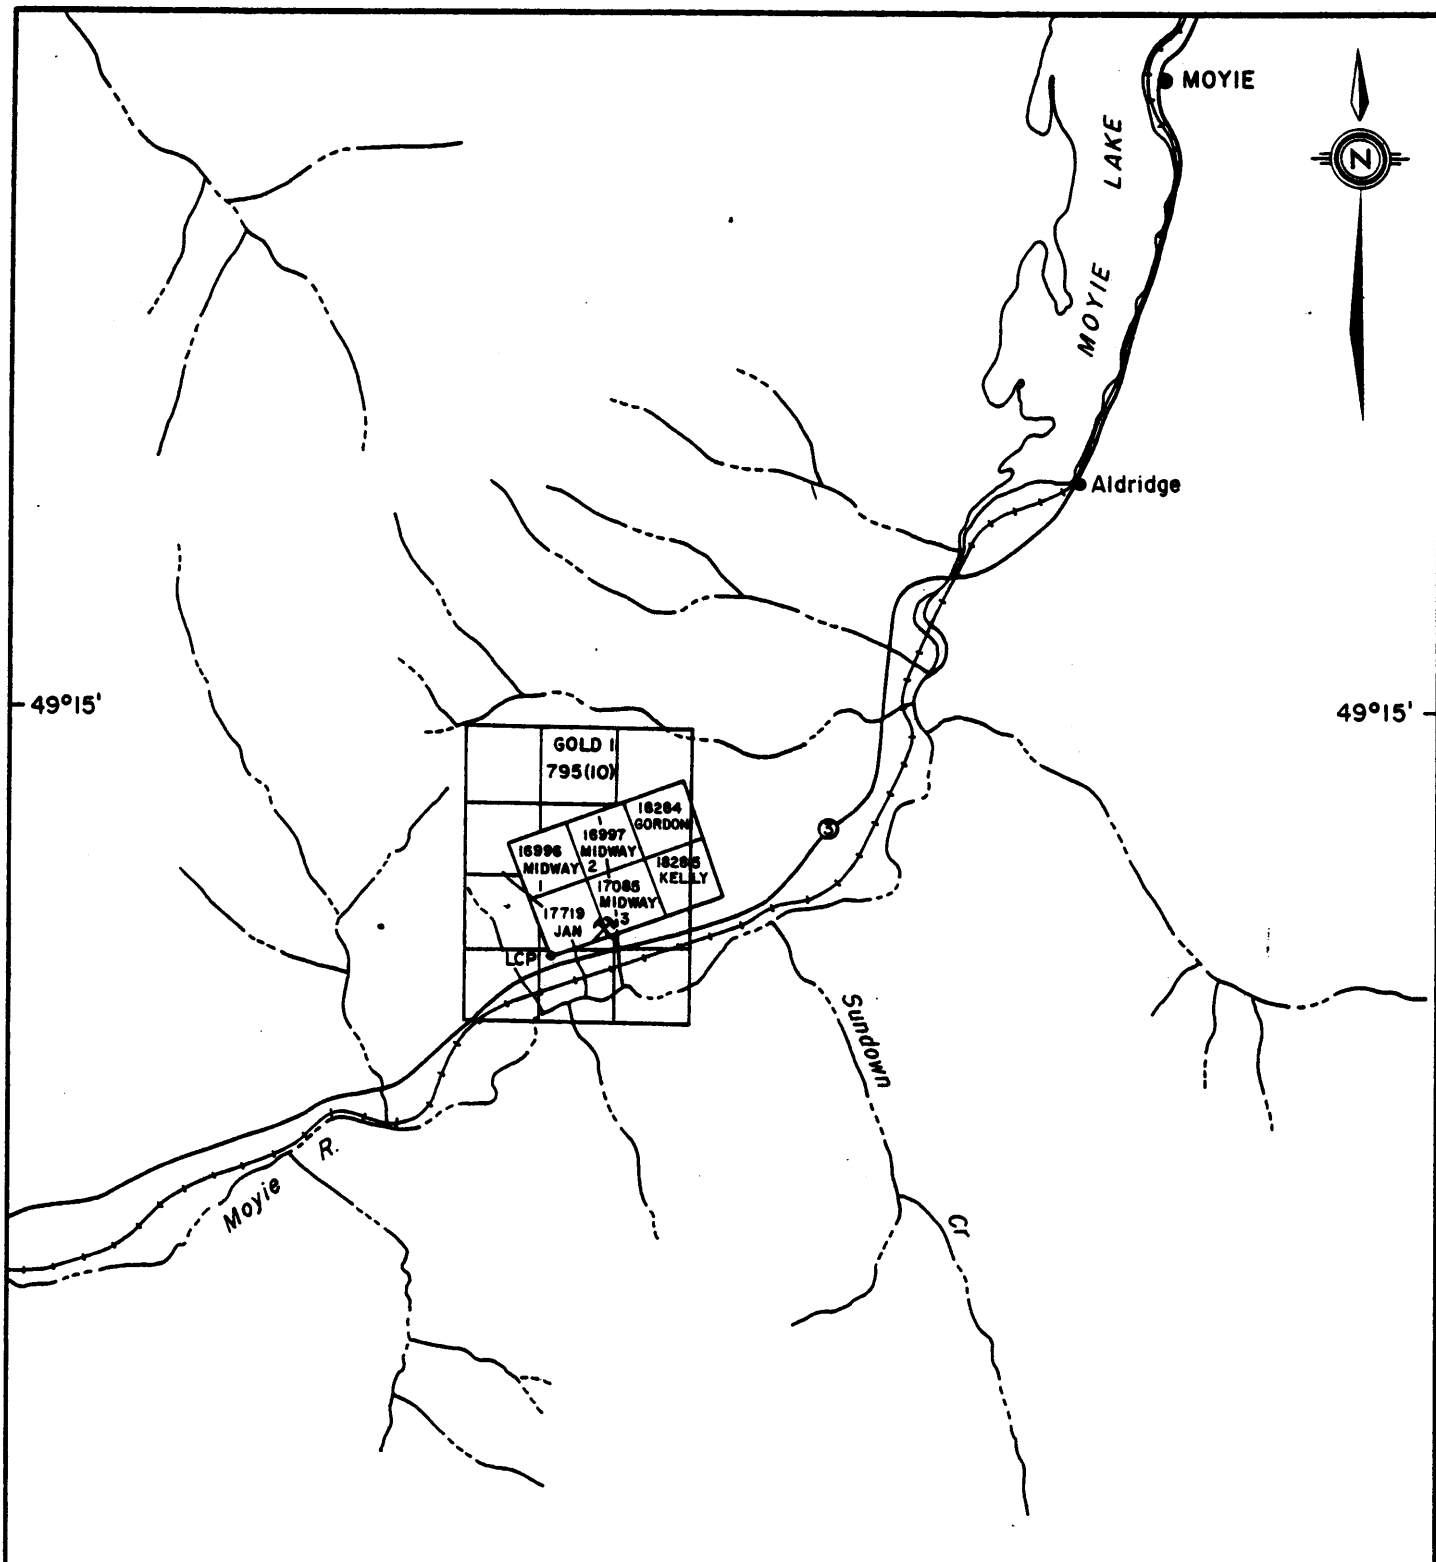 MOYIE
N
MOYIE LAKE
Aldridge
49°15'
49°15'
GOLD 1
795(10)
18284
GORDON
16997
MIDWAY
2
16996
MIDWAY
1
18285
KELLY
17085
MIDWAY
3
17719
JAN
LCP
3
Sundown Cr
Moyie R.